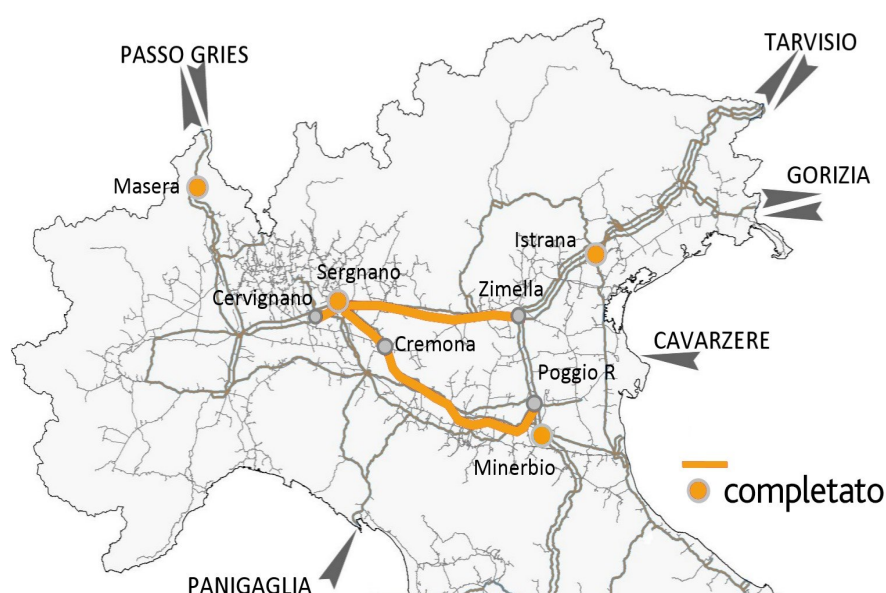 PASSO GRIES
TARVISIO
Masera
GORIZIA
Istrana
Sergnano
Cervignano
Zimella
CAVARZERE
Cremona
Poggio R
Minerbio
completato
PANIGAGLIA